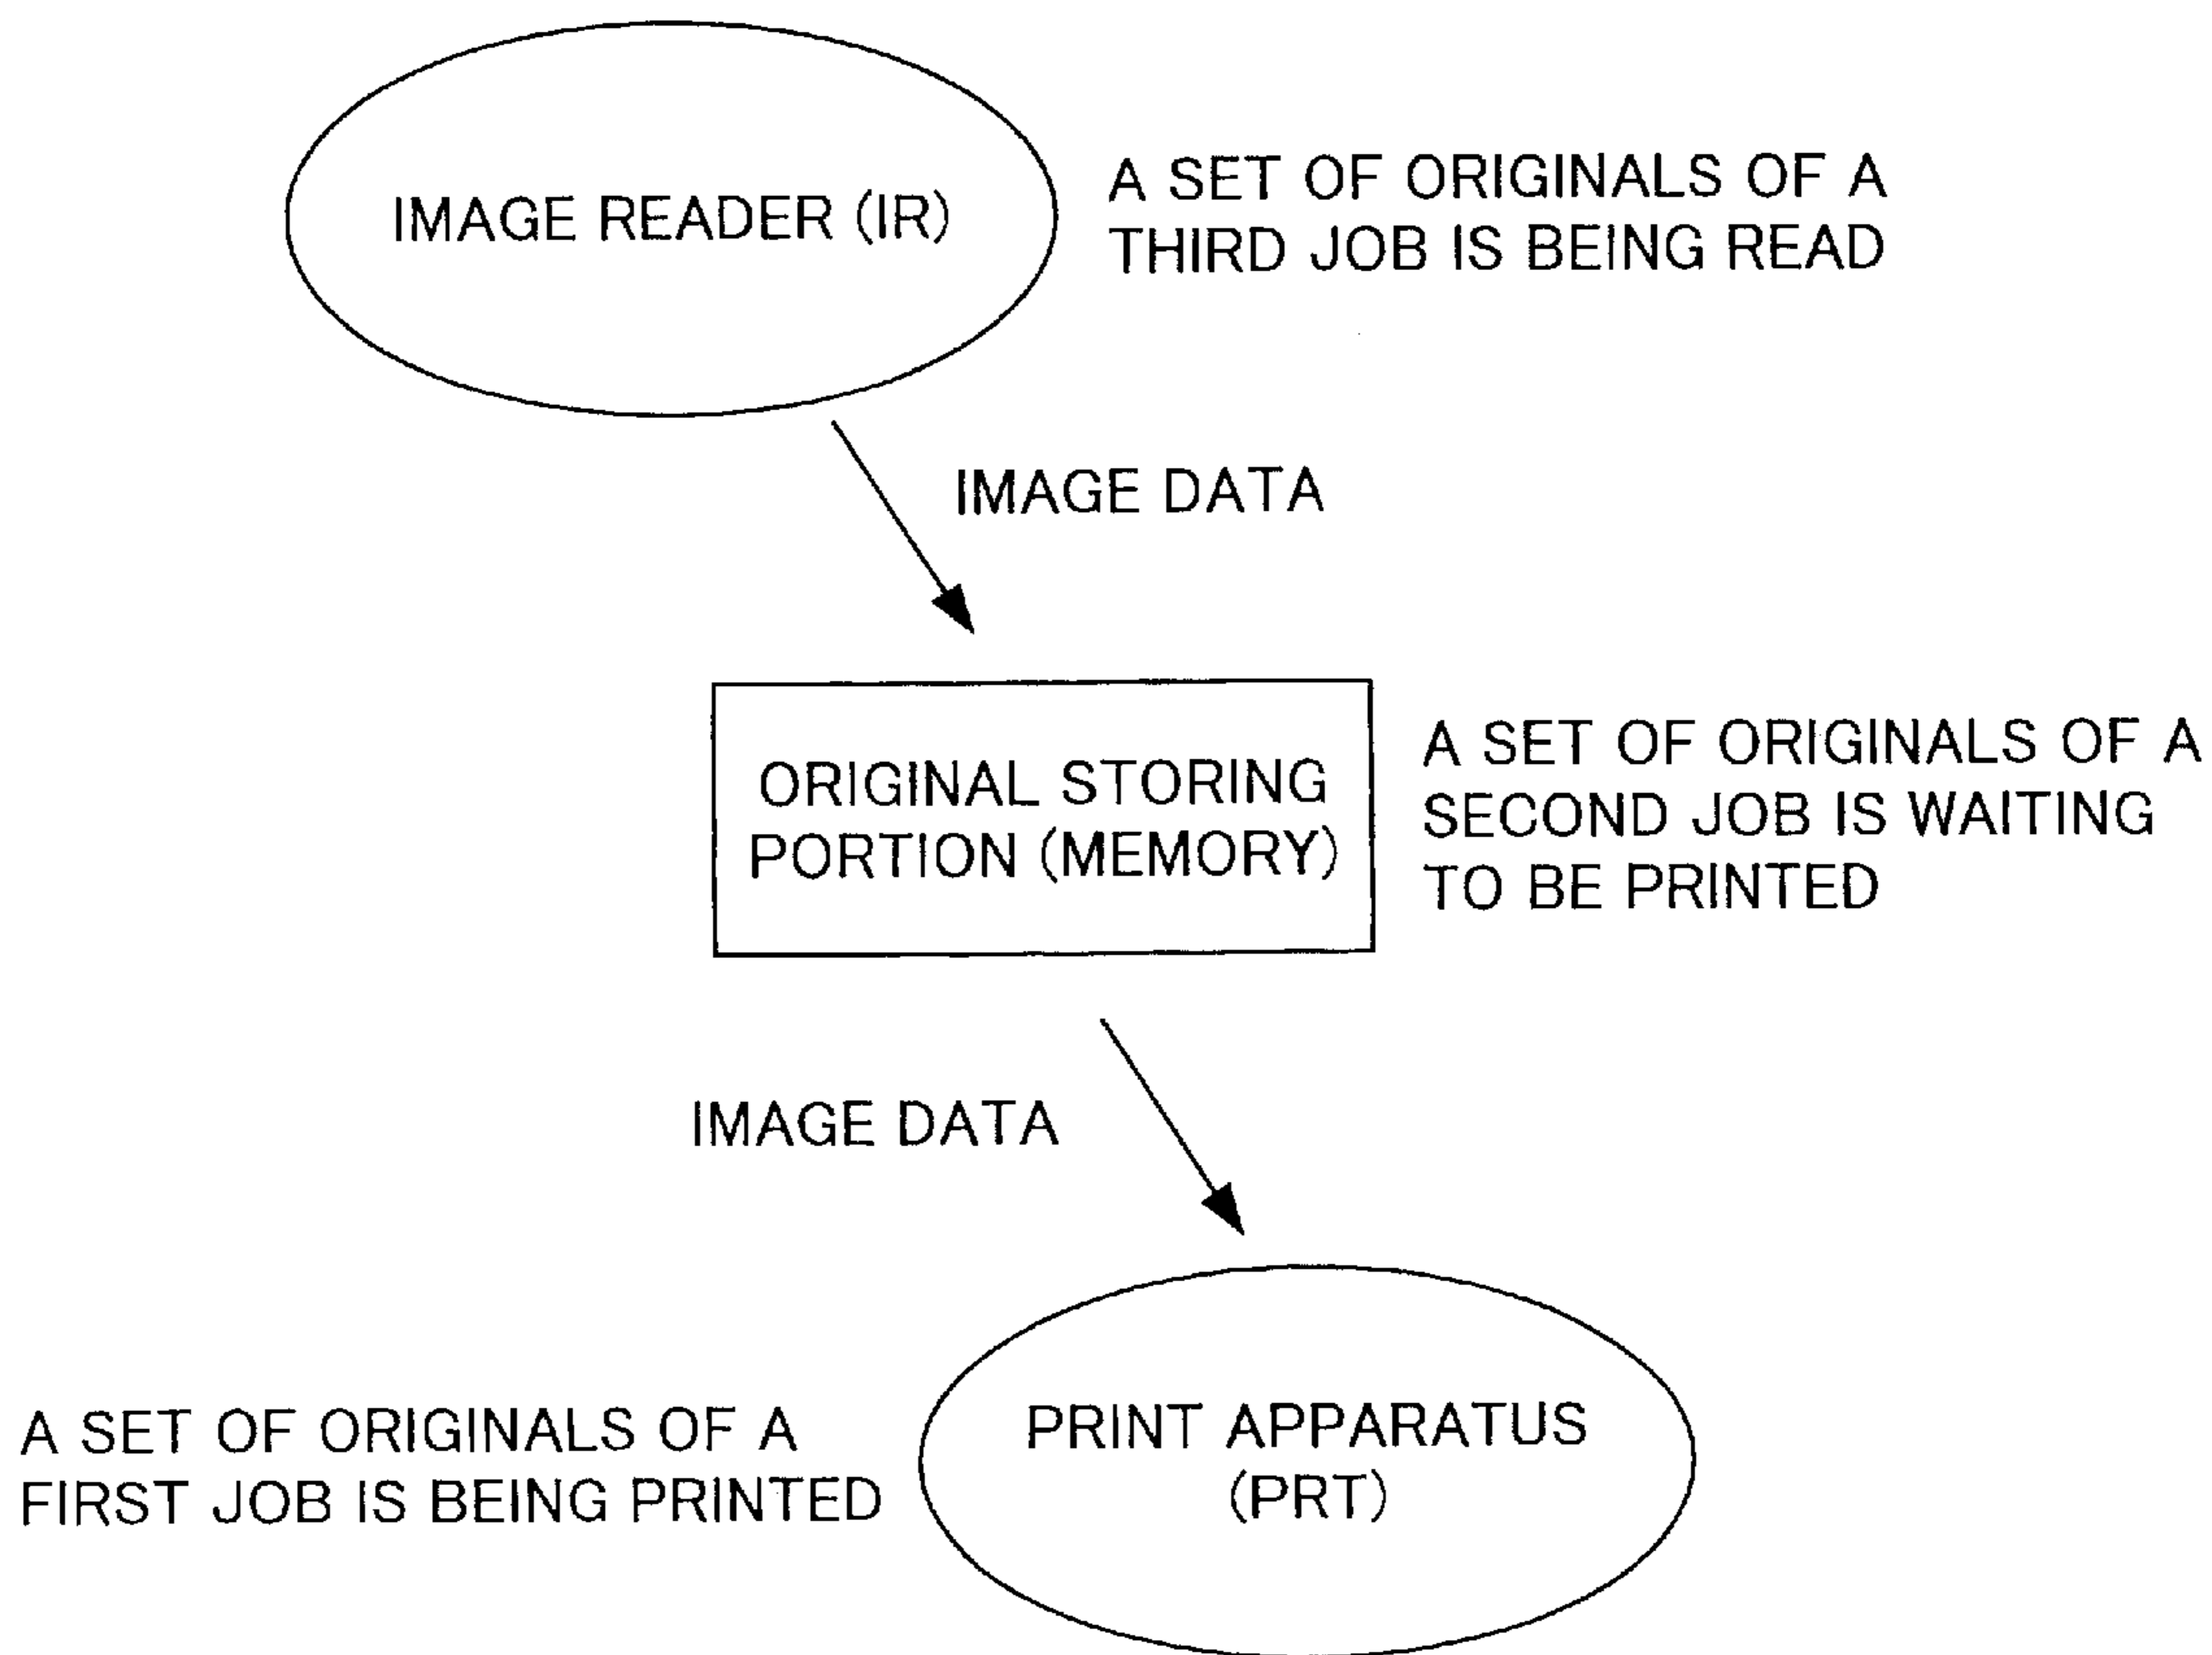 IMAGE READER (IR)
A SET OF ORIGINALS OF A
THIRD JOB IS BEING READ
IMAGE DATA
ORIGINAL STORING
PORTION (MEMORY)
A SET OF ORIGINALS OF A
SECOND JOB IS WAITING
TO BE PRINTED
IMAGE DATA
A SET OF ORIGINALS OF A
FIRST JOB IS BEING PRINTED
PRINT APPARATUS
(PRT)